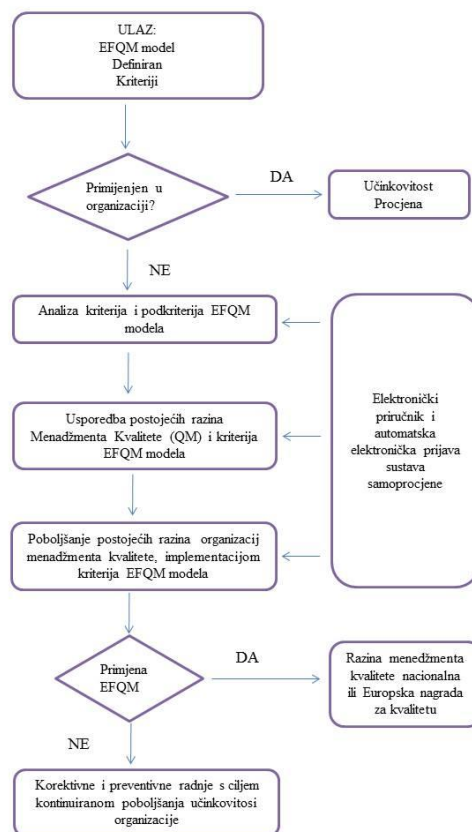 ULAZ:
EFQM model
Definiran
Kriteriji
Primijenjen u
organizaciji?
DA
Učinkovitost
Procjena
NE
Analiza kriterija i podkriterija EFQM
modela
Usporedba postojećih razina
Menadžmenta Kvalitete (QM) i kriterija
EFQM modela
Elektronički
priručnik i
automatska
elektronička prijava
sustava
samoprocjene
Poboljšanje postojećih razina organizacij
menadžmenta kvalitete, implementacijom
kriterija EFQM modela
Primjena
EFQM
DA
Razina menedžmenta
kvalitete nacionalna
ili Europska nagrada
za kvalitetu
NE
Korektivne i preventivne radnje s ciljem
kontinuiranom poboljšanja učinkovitosi
organizacije